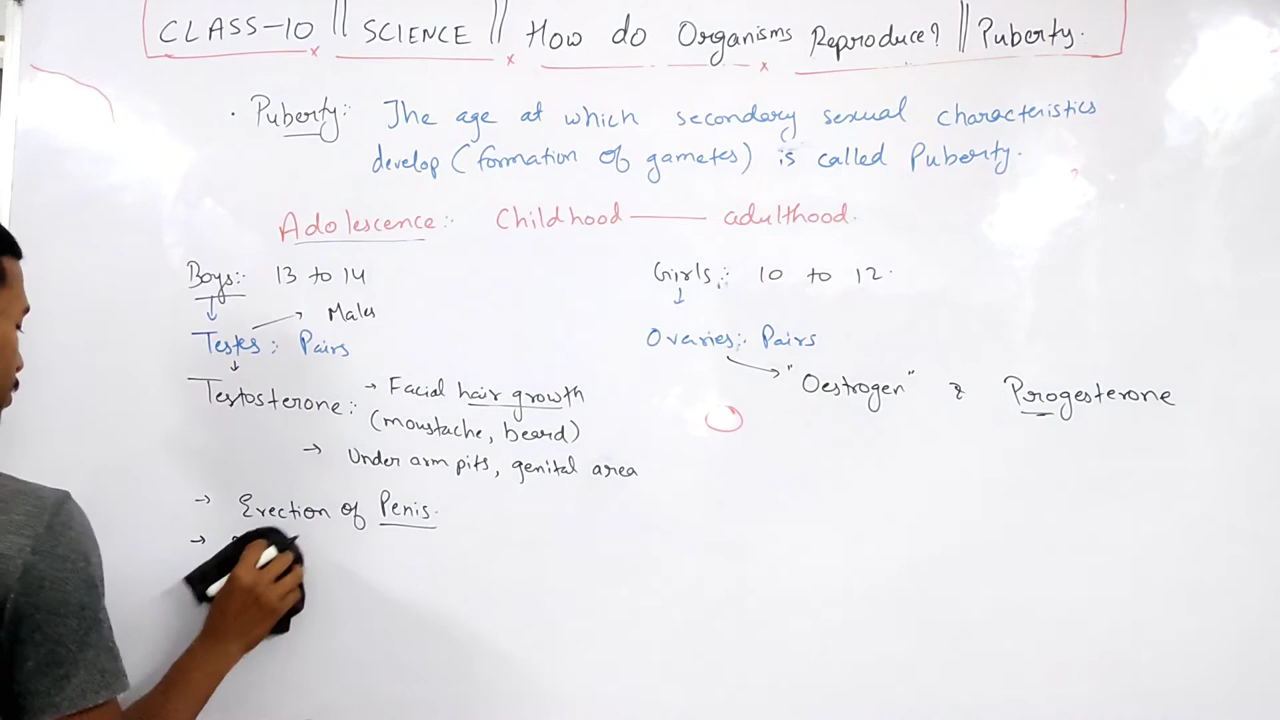 CLASS-10 || SCIENCE || How do Organisms Reproduce? || Puberty.
• Puberty:- The age at which secondary sexual characteristics
develop (formation of gametes) is called Puberty.
Adolescence:- Childhood —— adulthood.
Boys:- 13 to 14
→ Males
Testes: Pairs
Testosterone:- → Facial hair growth
(moustache, beard)
→ Under arm pits, genital area
→ Erection of Penis.
→
Girls:- 10 to 12.
Ovaries:- Pairs
→ "Oestrogen" & Progesterone